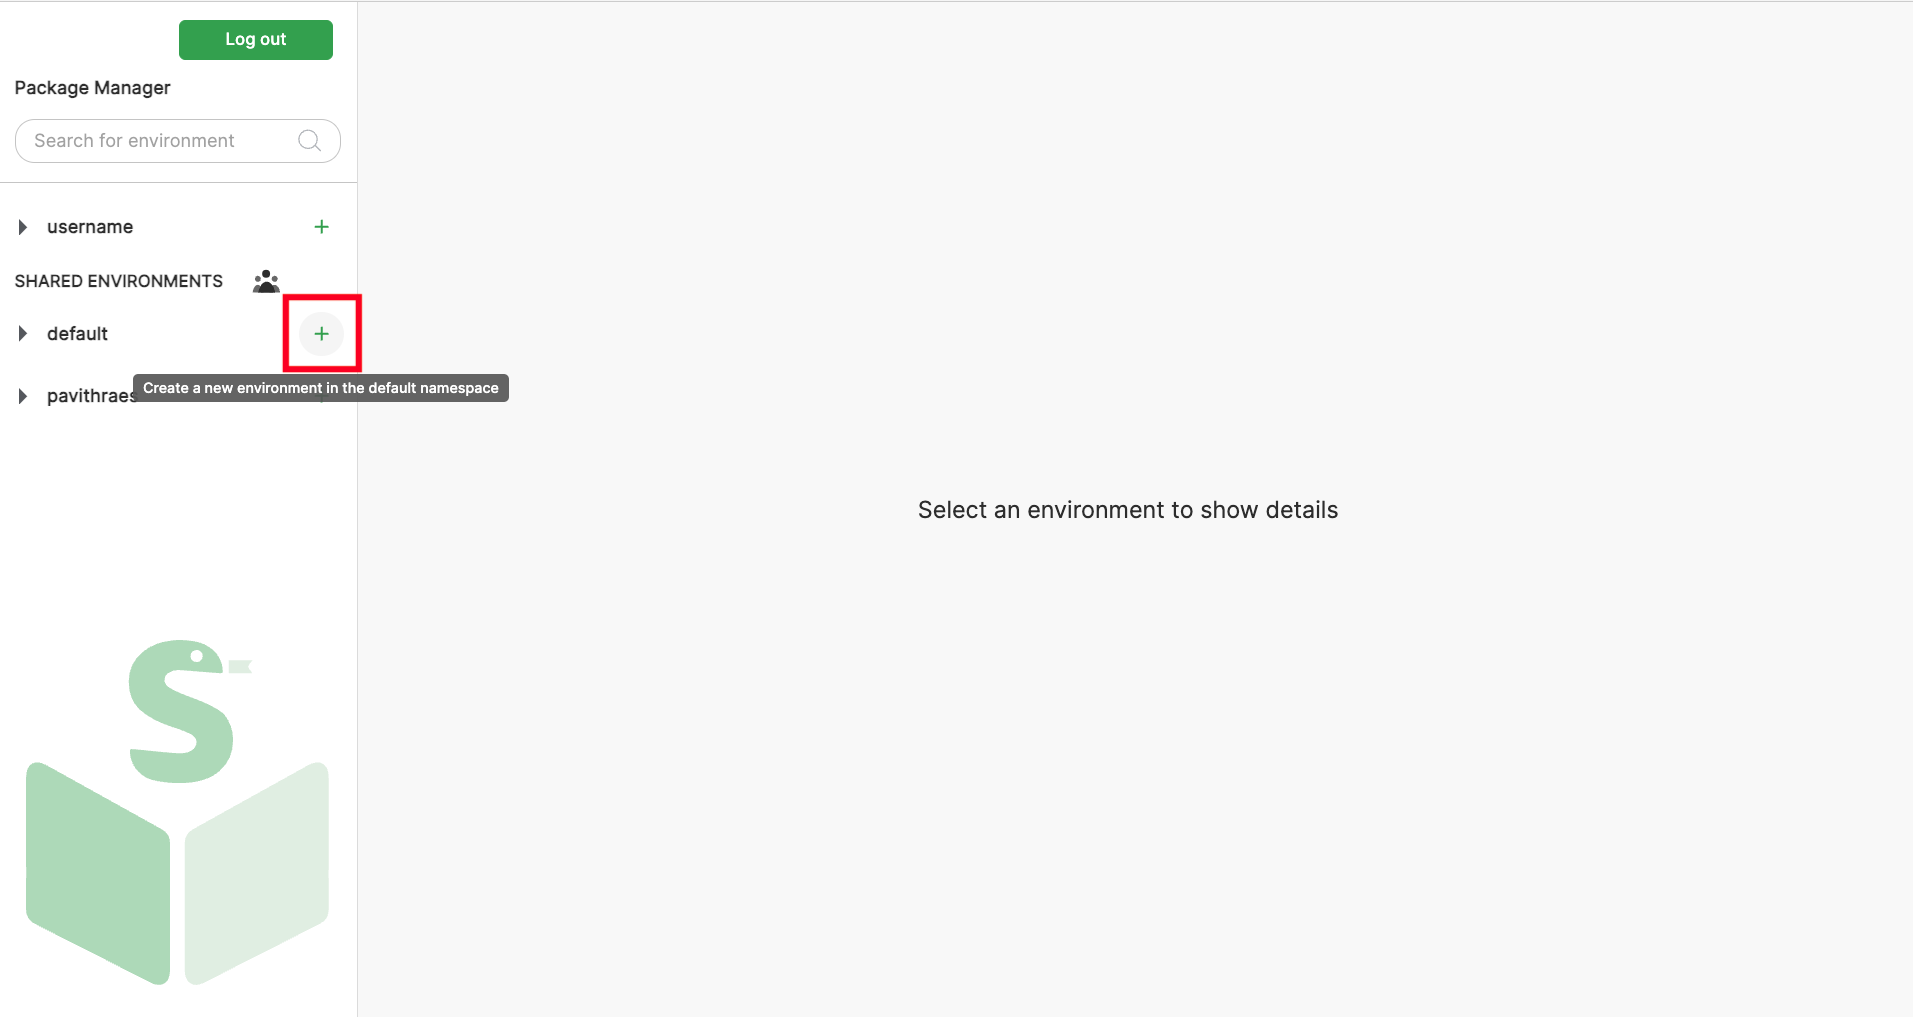 Log out
Package Manager
Search for environment
username
SHARED ENVIRONMENTS
default
Create a new environment in the default namespace
pavithraes
Select an environment to show details